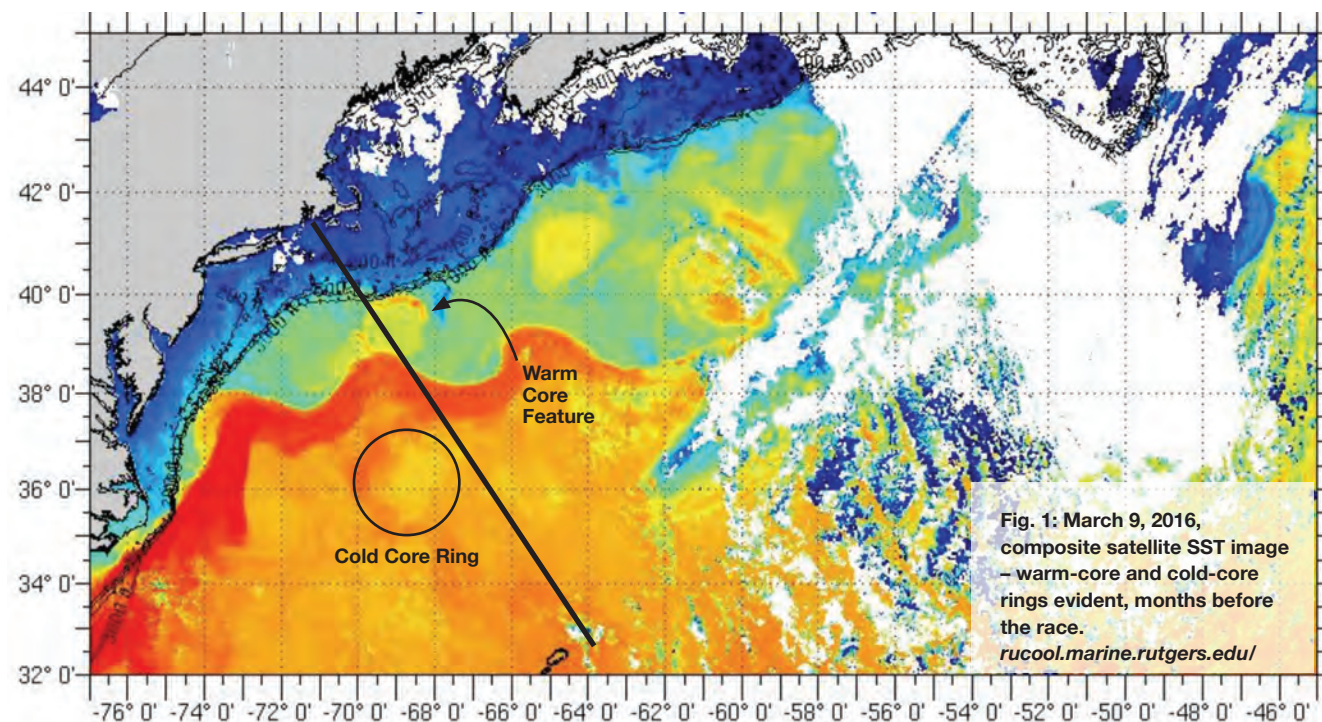 44° 0'
42° 0'
40° 0'
38° 0'
36° 0'
34° 0'
32° 0'
Warm
Core
Feature
Cold Core Ring
Fig. 1: March 9, 2016,
composite satellite SST image
– warm-core and cold-core
rings evident, months before
the race.
rucool.marine.rutgers.edu/
-76° 0' -74° 0' -72° 0' -70° 0' -68° 0' -66° 0' -64° 0' -62° 0' -60° 0' -58° 0' -56° 0' -54° 0' -52° 0' -50° 0' -48° 0' -46° 0'